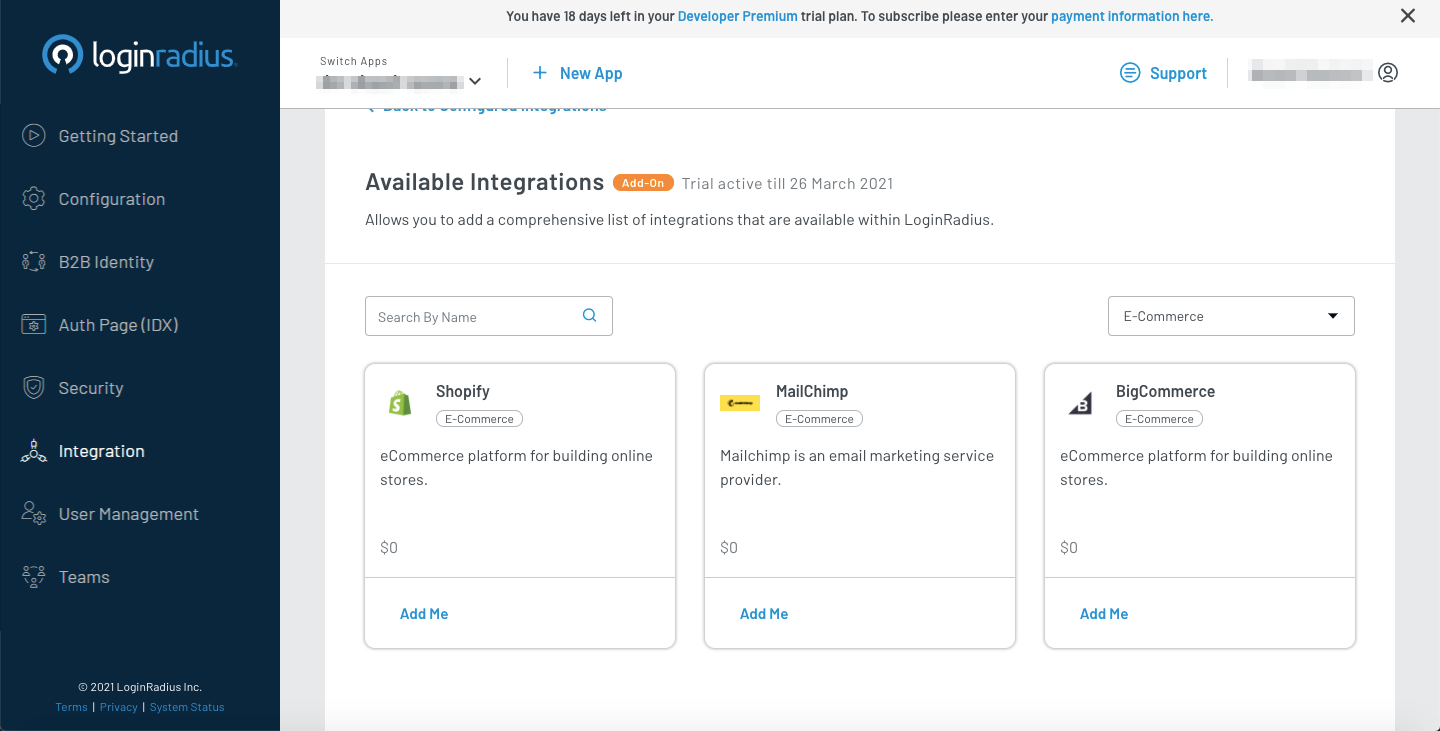 You have 18 days left in your Developer Premium trial plan. To subscribe please enter your payment information here.
loginradius
Switch Apps
New App
Support
Getting Started
Configuration
B2B Identity
Auth Page (IDX)
Security
Integration
User Management
Teams
© 2021 LoginRadius Inc.
Terms | Privacy | System Status
Back to Configured Integrations
Available Integrations Add-On Trial active till 26 March 2021
Allows you to add a comprehensive list of integrations that are available within LoginRadius.
Search By Name
E-Commerce
Shopify
E-Commerce
eCommerce platform for building online
stores.
$0
Add Me
MailChimp
E-Commerce
Mailchimp is an email marketing service
provider.
$0
Add Me
BigCommerce
E-Commerce
eCommerce platform for building online
stores.
$0
Add Me